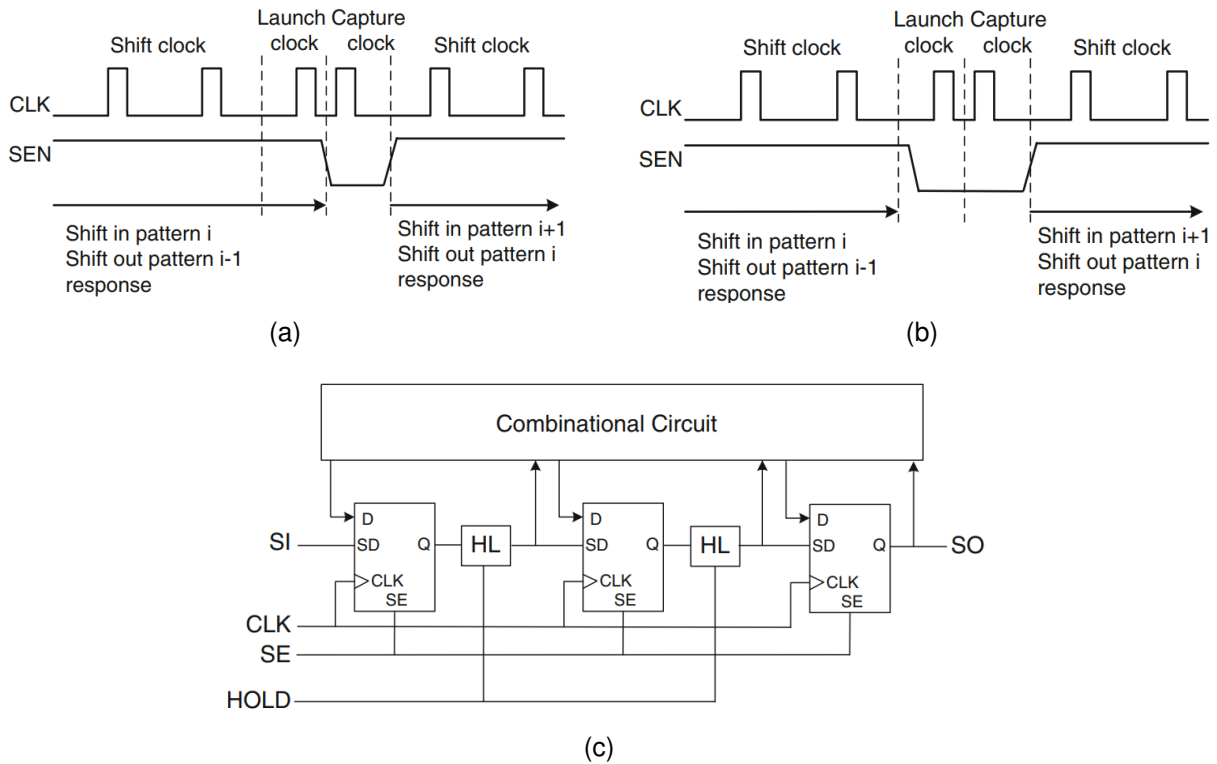 Launch Capture
Shift clock
clock
clock
Shift clock
CLK
SEN
Shift in pattern i
Shift out pattern i-1
response
Shift in pattern i+1
Shift out pattern i
response
(a)
Launch Capture
Shift clock
clock
clock
Shift clock
CLK
SEN
Shift in pattern i
Shift out pattern i-1
response
Shift in pattern i+1
Shift out pattern i
response
(b)
Combinational Circuit
D
D
D
SI
SD
Q
HL
SD
Q
HL
SD
Q
SO
CLK
CLK
CLK
SE
SE
SE
CLK
SE
HOLD
(c)